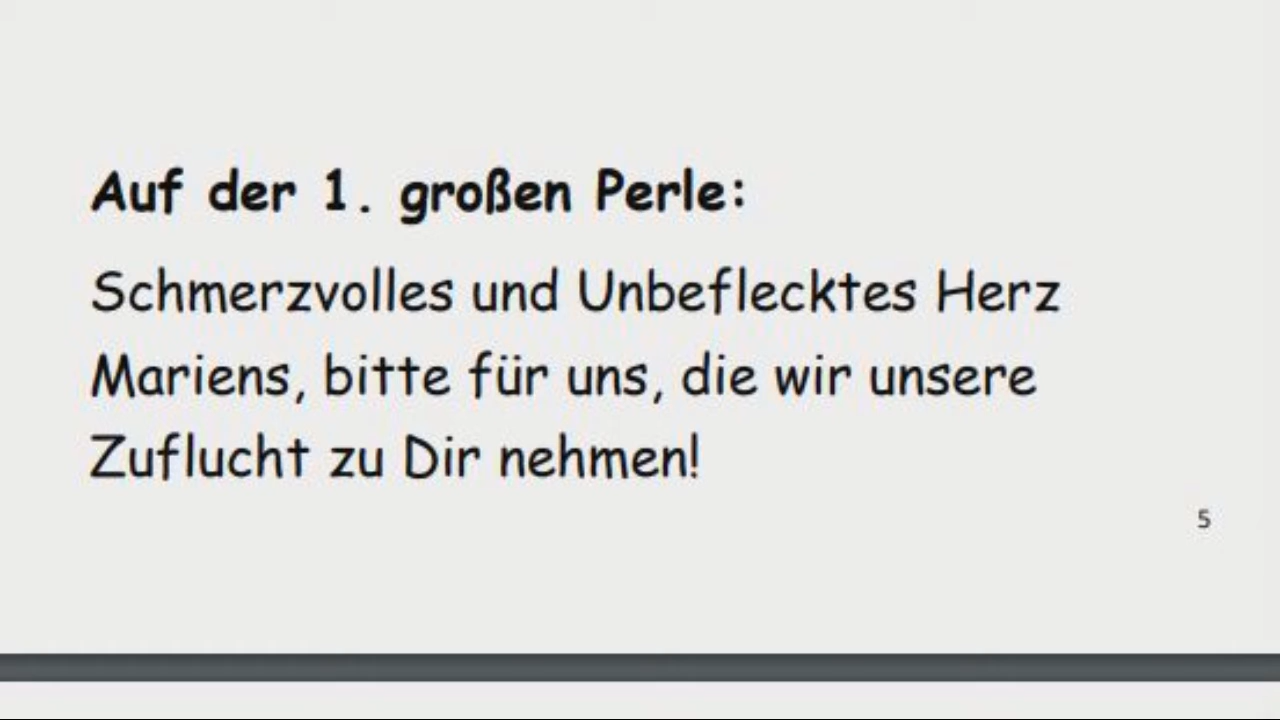 Auf der 1. großen Perle:
Schmerzvolles und Unbeflecktes Herz
Mariens, bitte für uns, die wir unsere
Zuflucht zu Dir nehmen!
5